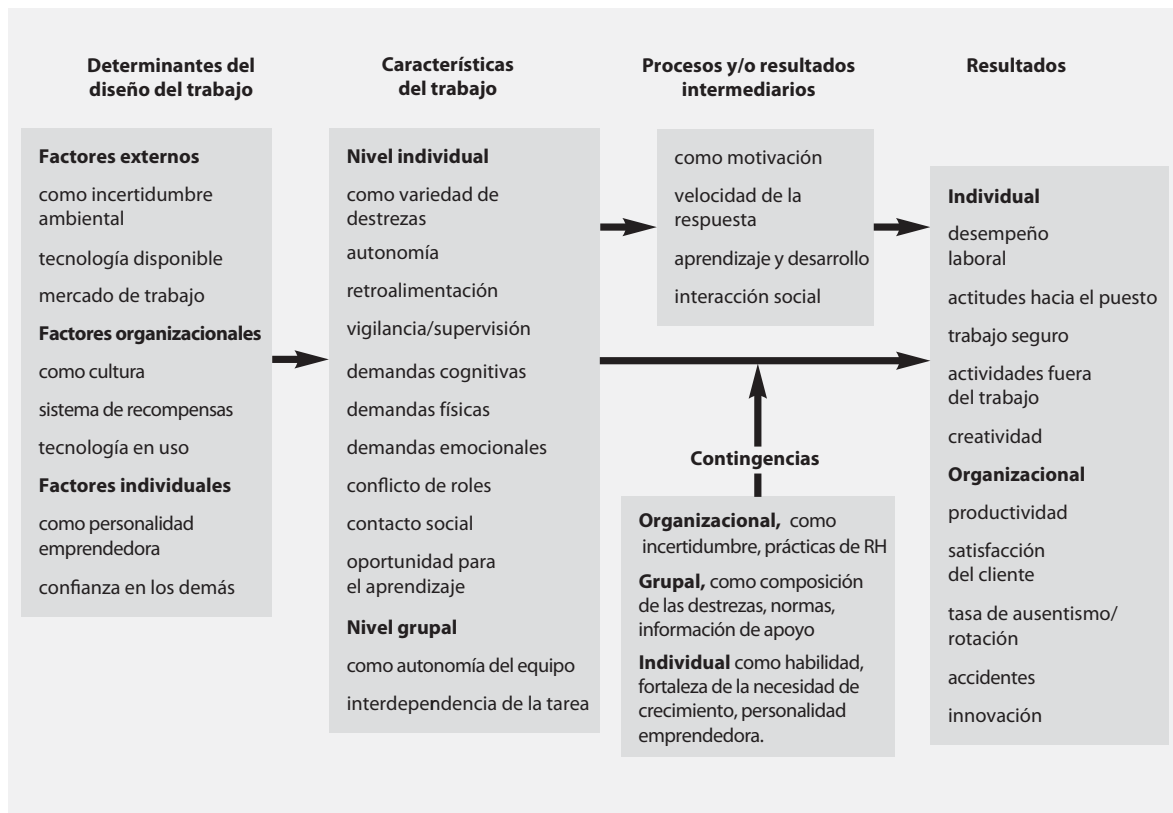 Determinantes del
diseño del trabajo
Factores externos
como incertidumbre
ambiental
tecnología disponible
mercado de trabajo
Factores organizacionales
como cultura
sistema de recompensas
tecnología en uso
Factores individuales
como personalidad
emprendedora
confianza en los demás
Características
del trabajo
Nivel individual
como variedad de
destrezas
autonomía
retroalimentación
vigilancia/supervisión
demandas cognitivas
demandas físicas
demandas emocionales
conflicto de roles
contacto social
oportunidad para
el aprendizaje
Nivel grupal
como autonomía del equipo
interdependencia de la tarea
Procesos y/o resultados
intermediarios
como motivación
velocidad de la
respuesta
aprendizaje y desarrollo
interacción social
Contingencias
Organizacional, como
incertidumbre, prácticas de RH
Grupal, como composición
de las destrezas, normas,
información de apoyo
Individual como habilidad,
fortaleza de la necesidad de
crecimiento, personalidad
emprendedora.
Resultados
Individual
desempeño
laboral
actitudes hacia el puesto
trabajo seguro
actividades fuera
del trabajo
creatividad
Organizacional
productividad
satisfacción
del cliente
tasa de ausentismo/
rotación
accidentes
innovación